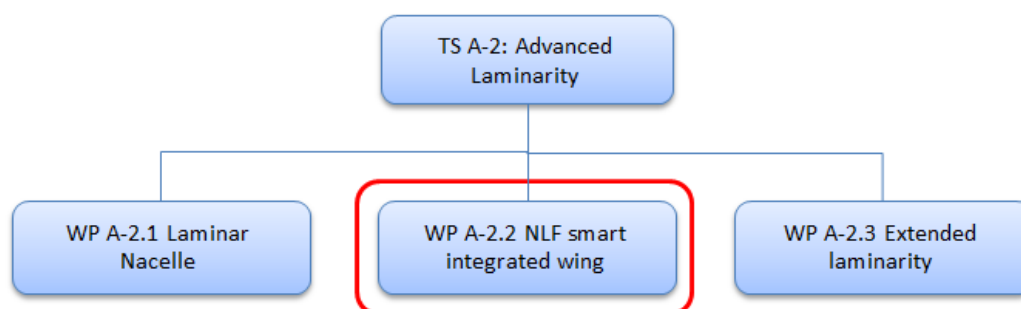 TS A-2: Advanced
Laminarity
WP A-2.1 Laminar
Nacelle
WP A-2.2 NLF smart
integrated wing
WP A-2.3 Extended
laminarity